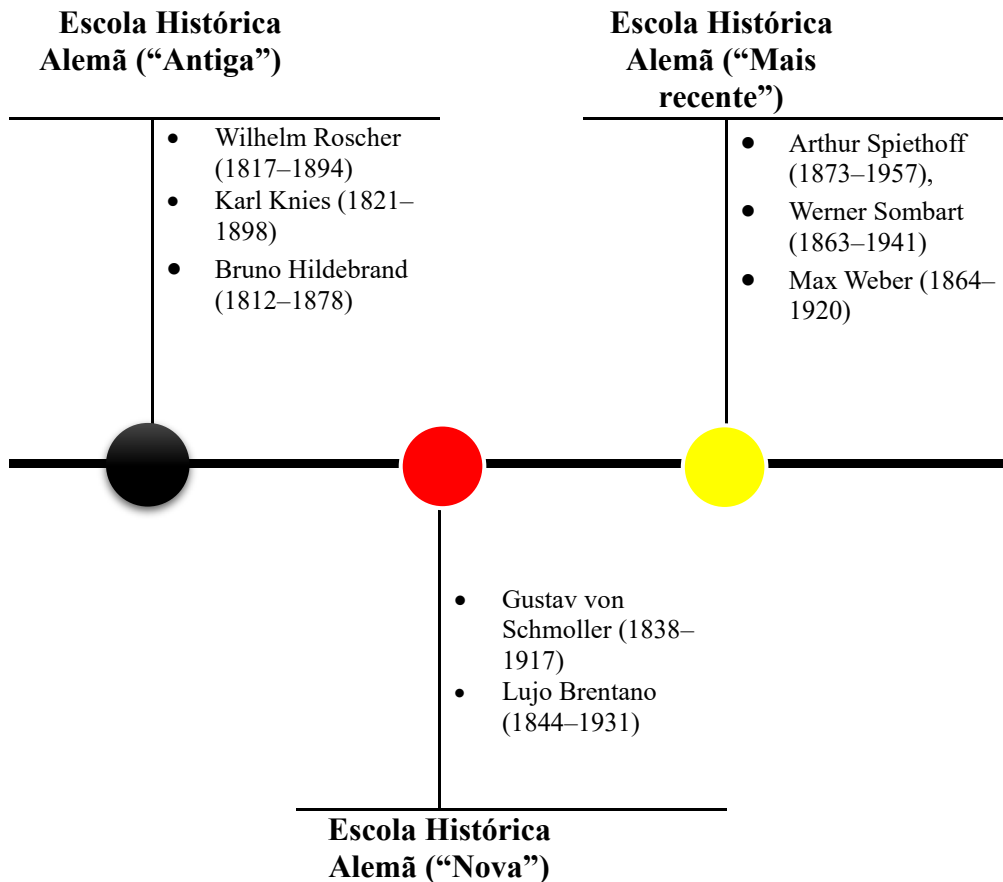 Escola Histórica
Alemã (“Antiga”)
• Wilhelm Roscher
(1817–1894)
• Karl Knies (1821–
1898)
• Bruno Hildebrand
(1812–1878)
Escola Histórica
Alemã (“Mais
recente”)
• Arthur Spiethoff
(1873–1957),
• Werner Sombart
(1863–1941)
• Max Weber (1864–
1920)
• Gustav von
Schmoller (1838–
1917)
• Lujo Brentano
(1844–1931)
Escola Histórica
Alemã (“Nova”)